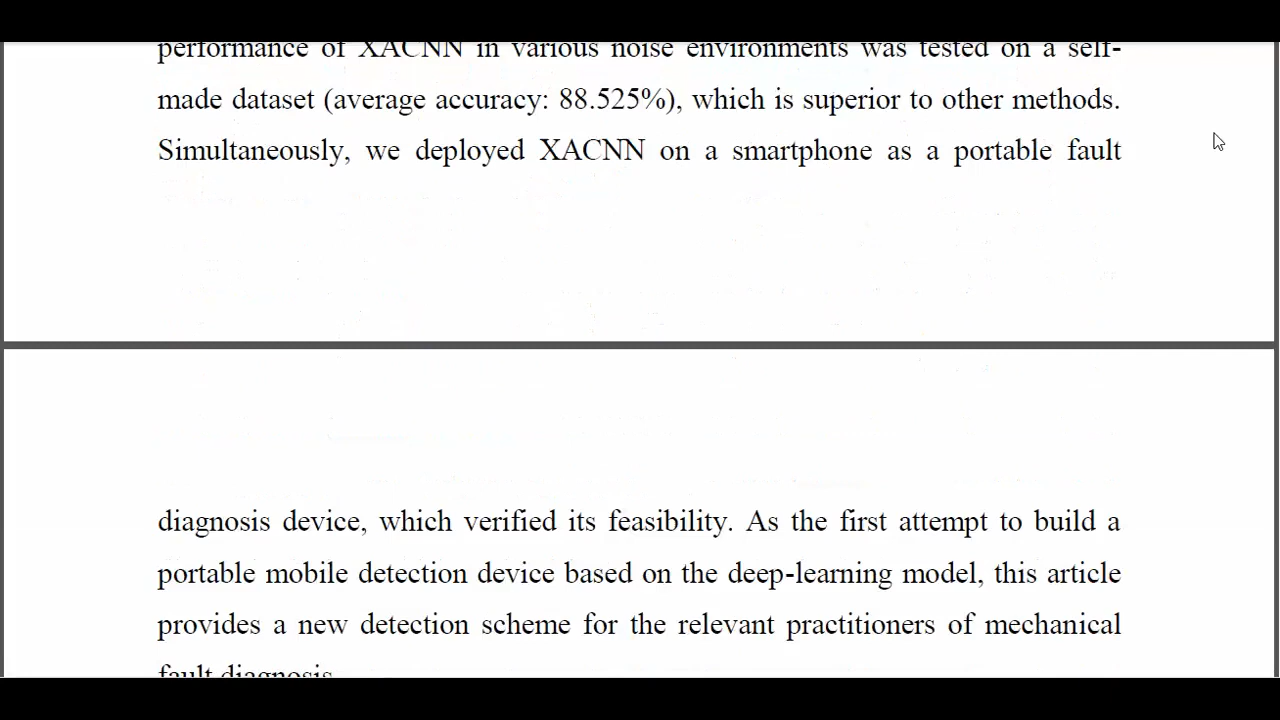 performance of XACNN in various noise environments was tested on a self-
made dataset (average accuracy: 88.525%), which is superior to other methods.
Simultaneously, we deployed XACNN on a smartphone as a portable fault
diagnosis device, which verified its feasibility. As the first attempt to build a
portable mobile detection device based on the deep-learning model, this article
provides a new detection scheme for the relevant practitioners of mechanical
fault diagnosis.